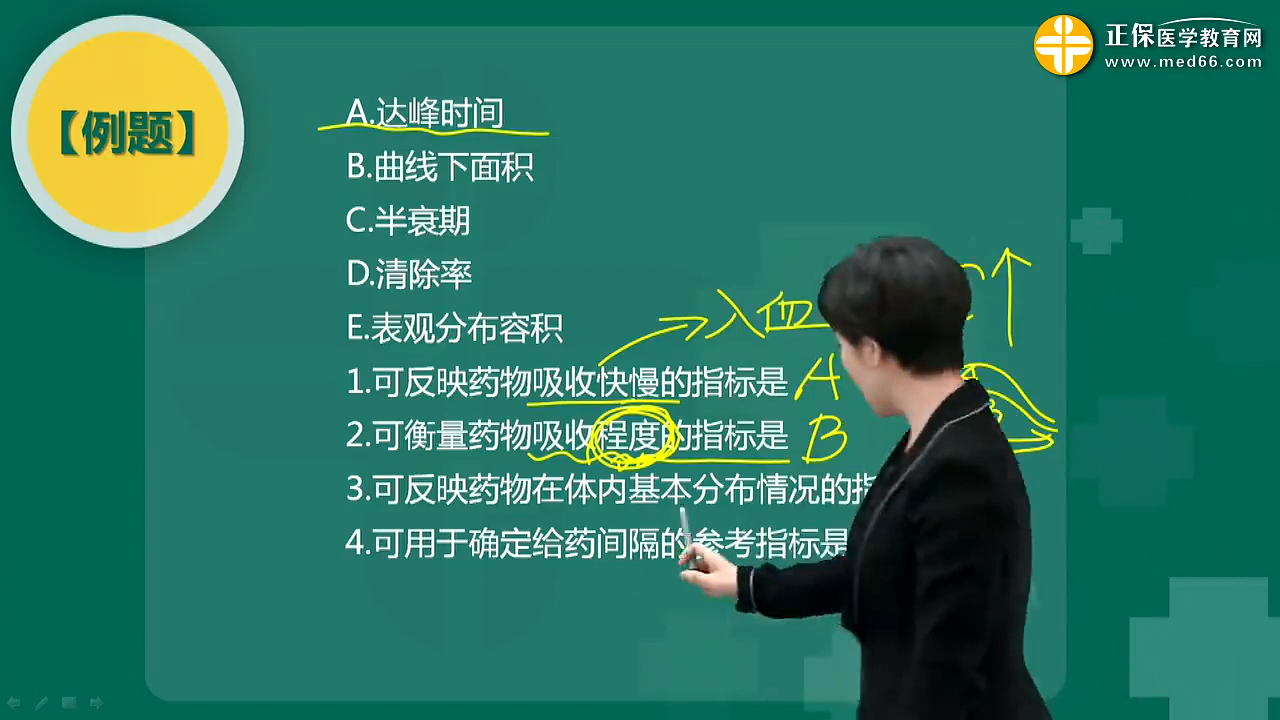 正保医学教育网
www.med66.com
【例题】
A.达峰时间
B.曲线下面积
C.半衰期
D.清除率
E.表观分布容积
入血
1.可反映药物吸收快慢的指标是 A
2.可衡量药物吸收程度的指标是 B
3.可反映药物在体内基本分布情况的指
4.可用于确定给药间隔的参考指标是